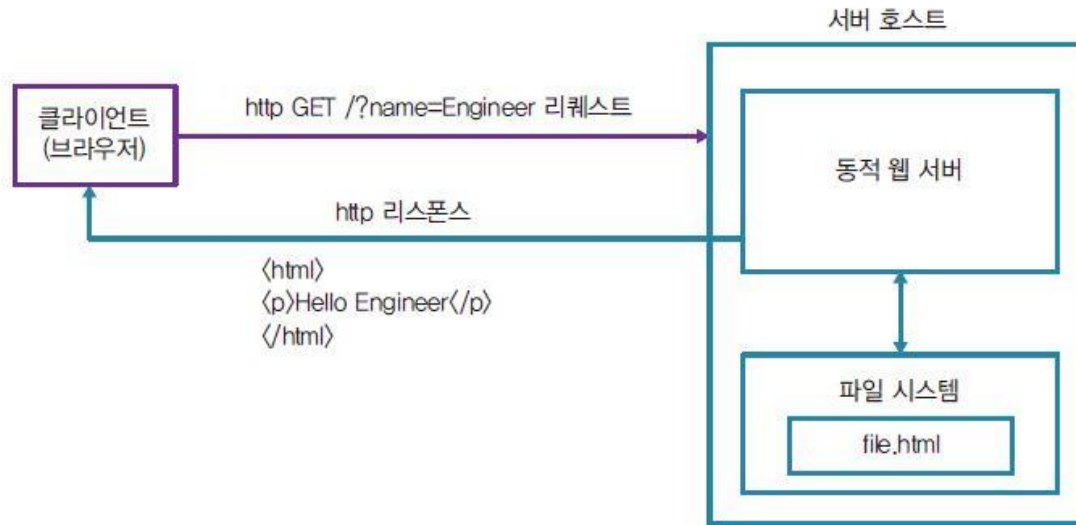 서버 호스트
클라이언트
(브라우저)
http GET /?name=Engineer 리퀘스트
동적 웹 서버
http 리스폰스
<html>
<p>Hello Engineer</p>
</html>
파일 시스템
file.html